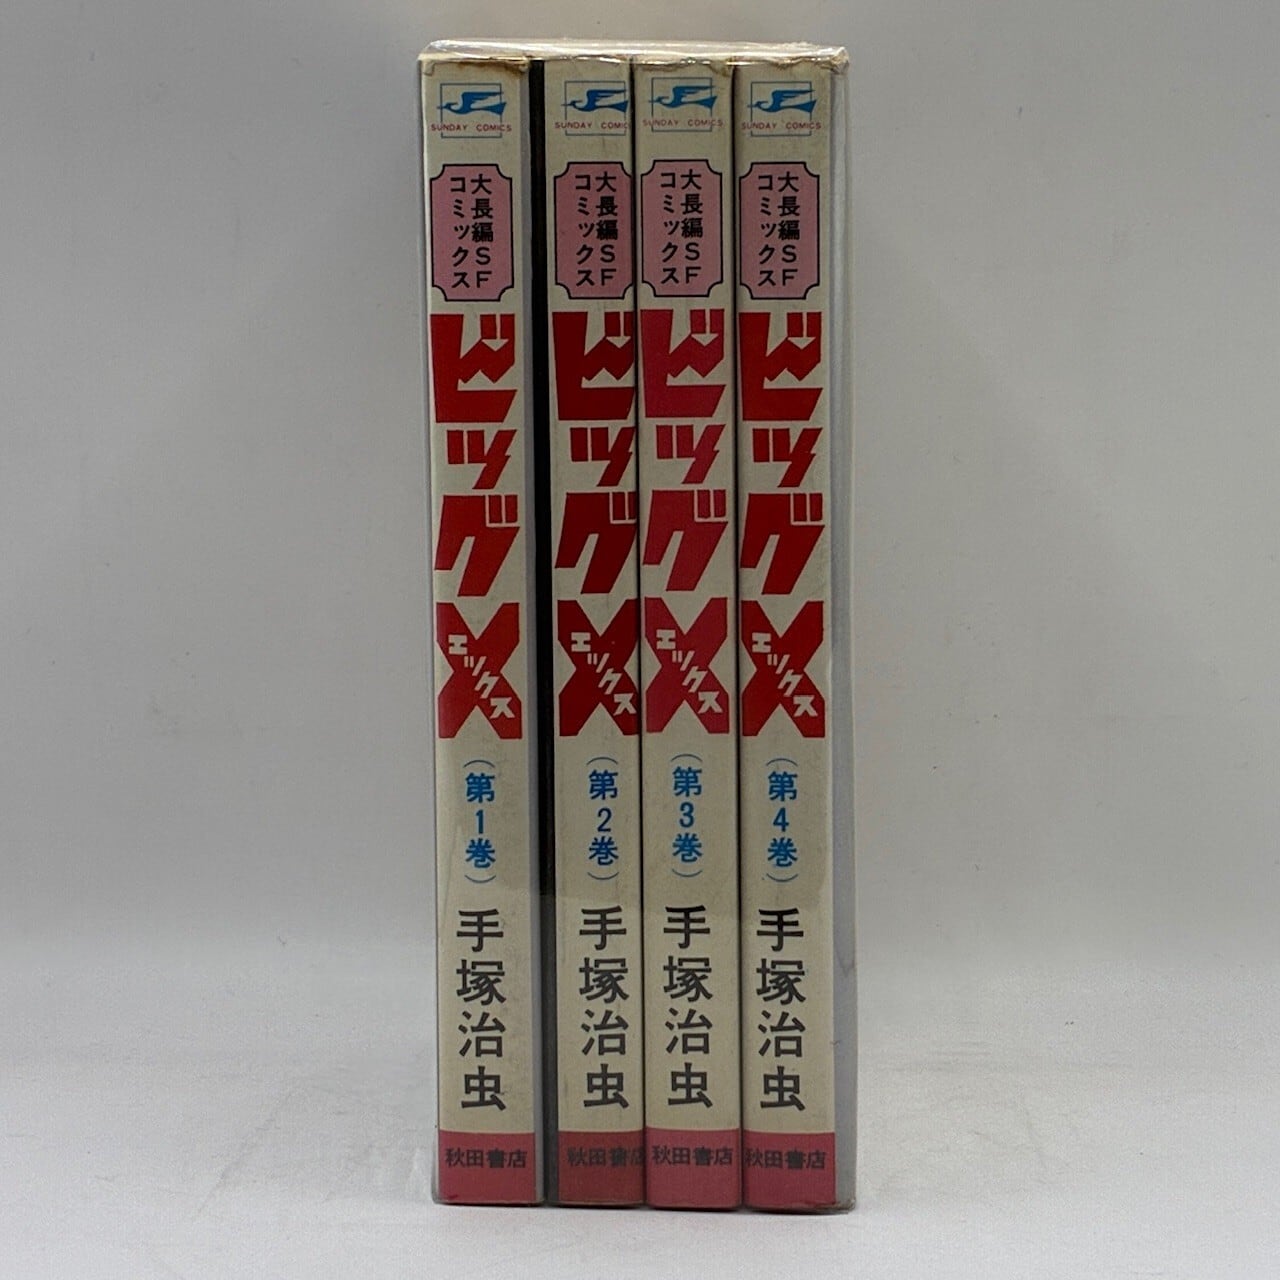 SUNDAY COMICS
大長編SF
コミックス
ビッグX
エックス
(第1巻)
手塚治虫
秋田書店
SUNDAY COMIC
大長編SF
コミックス
ビッグX
エックス
(第2巻)
手塚治虫
秋田書店
SUNDAY COMICS
大長編SF
コミックス
ビッグX
エックス
(第3巻)
手塚治虫
秋田書店
SUNDAY COMICS
大長編SF
コミックス
ビッグX
エックス
(第4巻)
手塚治虫
秋田書店